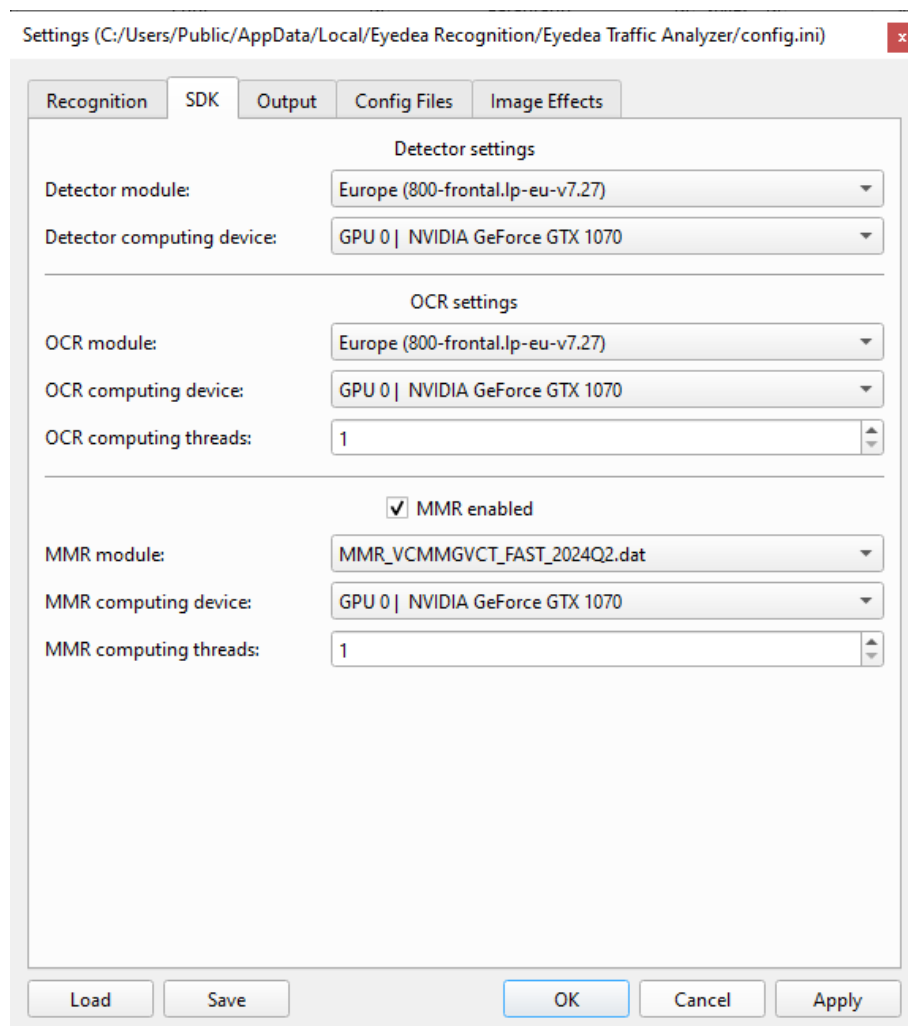 Settings (C:/Users/Public/AppData/Local/Eyedea Recognition/Eyedea Traffic Analyzer/config.ini)
x
Recognition SDK Output Config Files Image Effects
Detector settings
Detector module: Europe (800-frontal.lp-eu-v7.27)
Detector computing device: GPU 0 | NVIDIA GeForce GTX 1070
OCR settings
OCR module: Europe (800-frontal.lp-eu-v7.27)
OCR computing device: GPU 0 | NVIDIA GeForce GTX 1070
OCR computing threads: 1
MMR enabled
MMR module: MMR_VCMMGVCT_FAST_2024Q2.dat
MMR computing device: GPU 0 | NVIDIA GeForce GTX 1070
MMR computing threads: 1
Load Save OK Cancel Apply